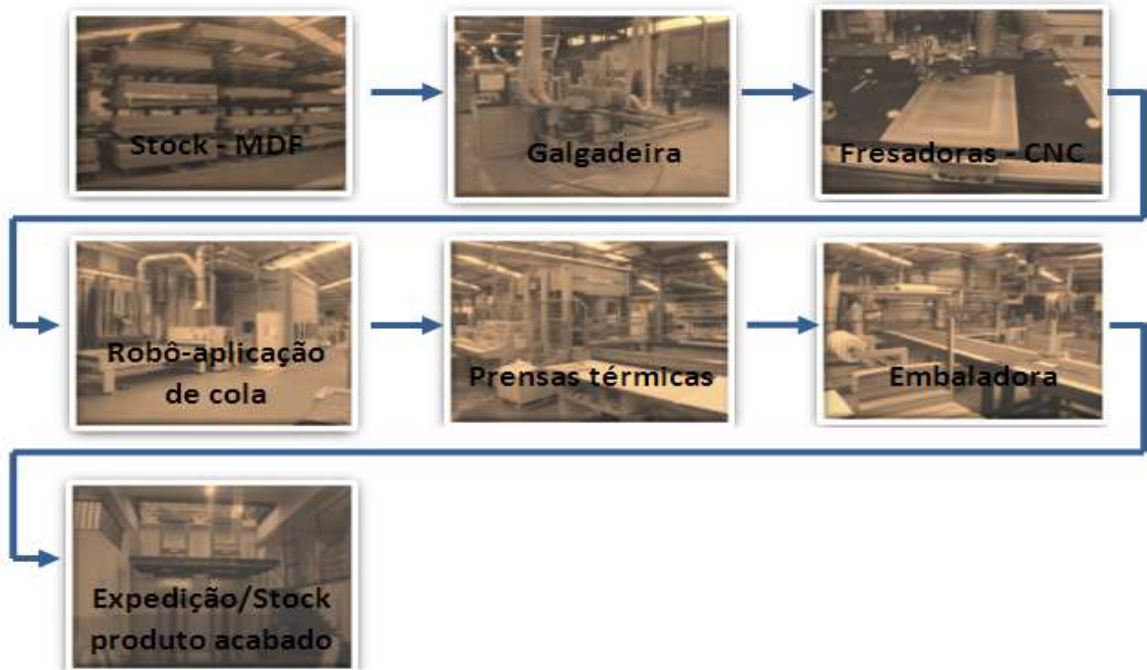 Stock - MDF
Galgadeira
Fresadoras - CNC
Robô-aplicação
de cola
Prensas térmicas
Embaladora
Expedição/Stock
produto acabado